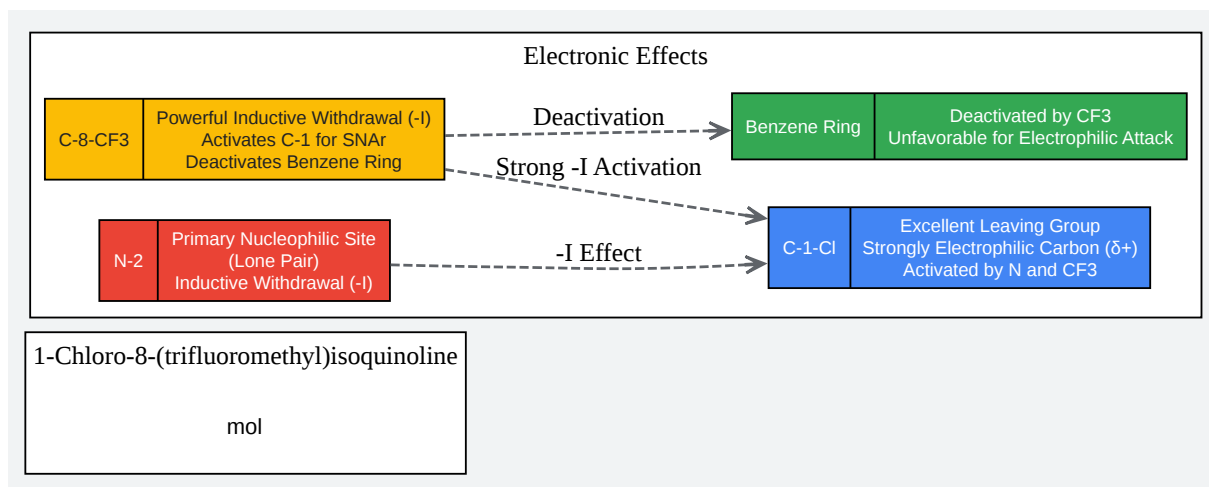 Electronic Effects
C-8-CF3
Powerful Inductive Withdrawal (-I)
Activates C-1 for SNAr
Deactivates Benzene Ring
Deactivation
Benzene Ring
Deactivated by CF3
Unfavorable for Electrophilic Attack
Strong -I Activation
N-2
Primary Nucleophilic Site
(Lone Pair)
Inductive Withdrawal (-I)
-I Effect
C-1-Cl
Excellent Leaving Group
Strongly Electrophilic Carbon (δ+)
Activated by N and CF3
1-Chloro-8-(trifluoromethyl)isoquinoline
mol